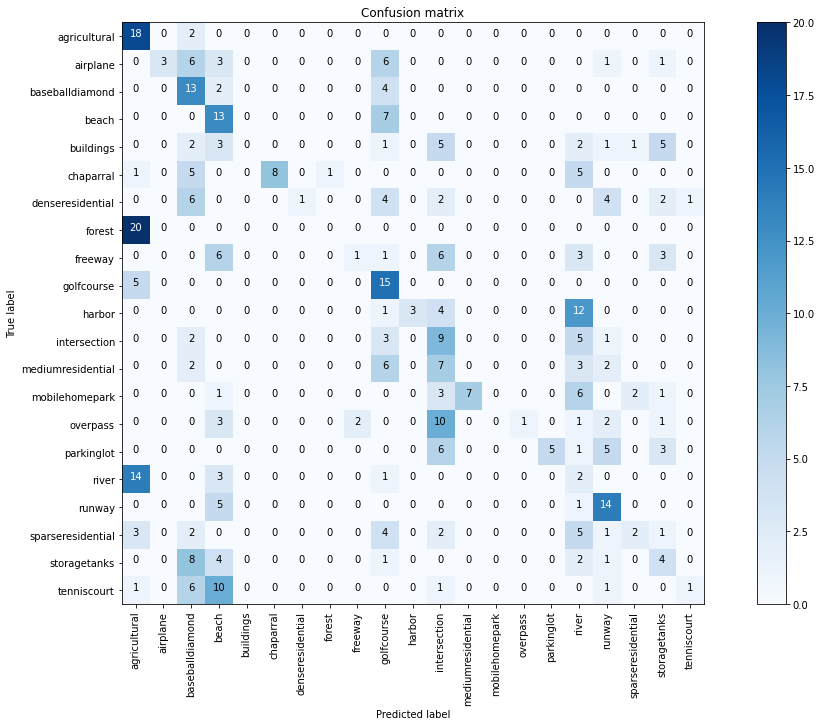 Confusion matrix
agricultural 18 0 2 0 0 0 0 0 0 0 0 0 0 0 0 0 0 0 0 0 0
airplane 0 3 6 3 0 0 0 0 0 6 0 0 0 0 0 0 0 1 0 1 0
baseballdiamond 0 0 13 2 0 0 0 0 0 4 0 0 0 0 0 0 0 0 0 0 0
beach 0 0 0 13 0 0 0 0 0 7 0 0 0 0 0 0 0 0 0 0 0
buildings 0 0 2 3 0 0 0 0 0 1 0 5 0 0 0 0 2 1 1 5 0
chaparral 1 0 5 0 0 8 0 1 0 0 0 0 0 0 0 0 5 0 0 0 0
denseresidential 0 0 6 0 0 0 1 0 0 4 0 2 0 0 0 0 0 4 0 2 1
forest 20 0 0 0 0 0 0 0 0 0 0 0 0 0 0 0 0 0 0 0 0
freeway 0 0 0 6 0 0 0 0 1 1 0 6 0 0 0 0 3 0 0 3 0
golfcourse 5 0 0 0 0 0 0 0 0 15 0 0 0 0 0 0 0 0 0 0 0
harbor 0 0 0 0 0 0 0 0 0 1 3 4 0 0 0 0 12 0 0 0 0
intersection 0 0 2 0 0 0 0 0 0 3 0 9 0 0 0 0 5 1 0 0 0
mediumresidential 0 0 2 0 0 0 0 0 0 6 0 7 0 0 0 0 3 2 0 0 0
mobilehomepark 0 0 0 1 0 0 0 0 0 0 0 3 7 0 0 0 6 0 2 1 0
overpass 0 0 0 3 0 0 0 0 2 0 0 10 0 0 1 0 1 2 0 1 0
parkinglot 0 0 0 0 0 0 0 0 0 0 0 6 0 0 0 5 1 5 0 3 0
river 14 0 0 3 0 0 0 0 0 1 0 0 0 0 0 0 2 0 0 0 0
runway 0 0 0 5 0 0 0 0 0 0 0 0 0 0 0 0 1 14 0 0 0
sparseresidential 3 0 2 0 0 0 0 0 0 4 0 2 0 0 0 0 5 1 2 1 0
storagetanks 0 0 8 4 0 0 0 0 0 1 0 0 0 0 0 0 2 1 0 4 0
tenniscourt 1 0 6 10 0 0 0 0 0 0 0 1 0 0 0 0 0 1 0 0 1
True label
agricultural
airplane
baseballdiamond
beach
buildings
chaparral
denseresidential
forest
freeway
golfcourse
harbor
intersection
mediumresidential
mobilehomepark
overpass
parkinglot
river
runway
sparseresidential
storagetanks
tenniscourt
Predicted label
20.0
17.5
15.0
12.5
10.0
7.5
5.0
2.5
0.0